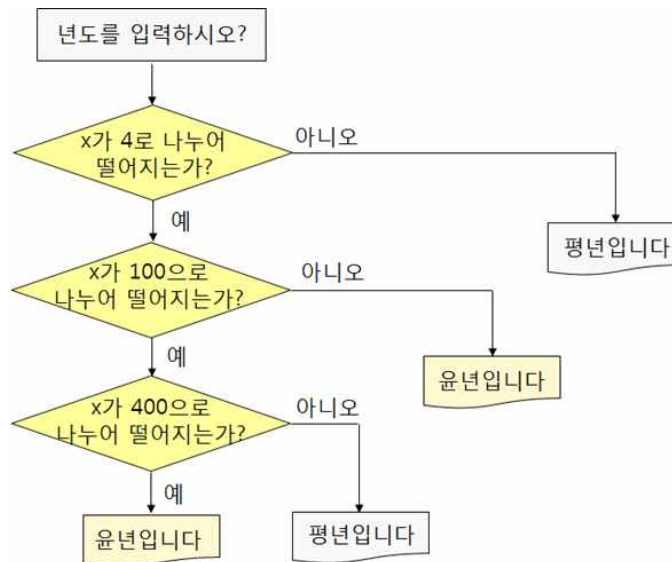 년도를 입력하시오?
x가 4로 나누어
떨어지는가?
아니오
예
평년입니다
x가 100으로
나누어 떨어지는가?
아니오
예
윤년입니다
x가 400으로
나누어 떨어지는가?
아니오
예
윤년입니다
평년입니다